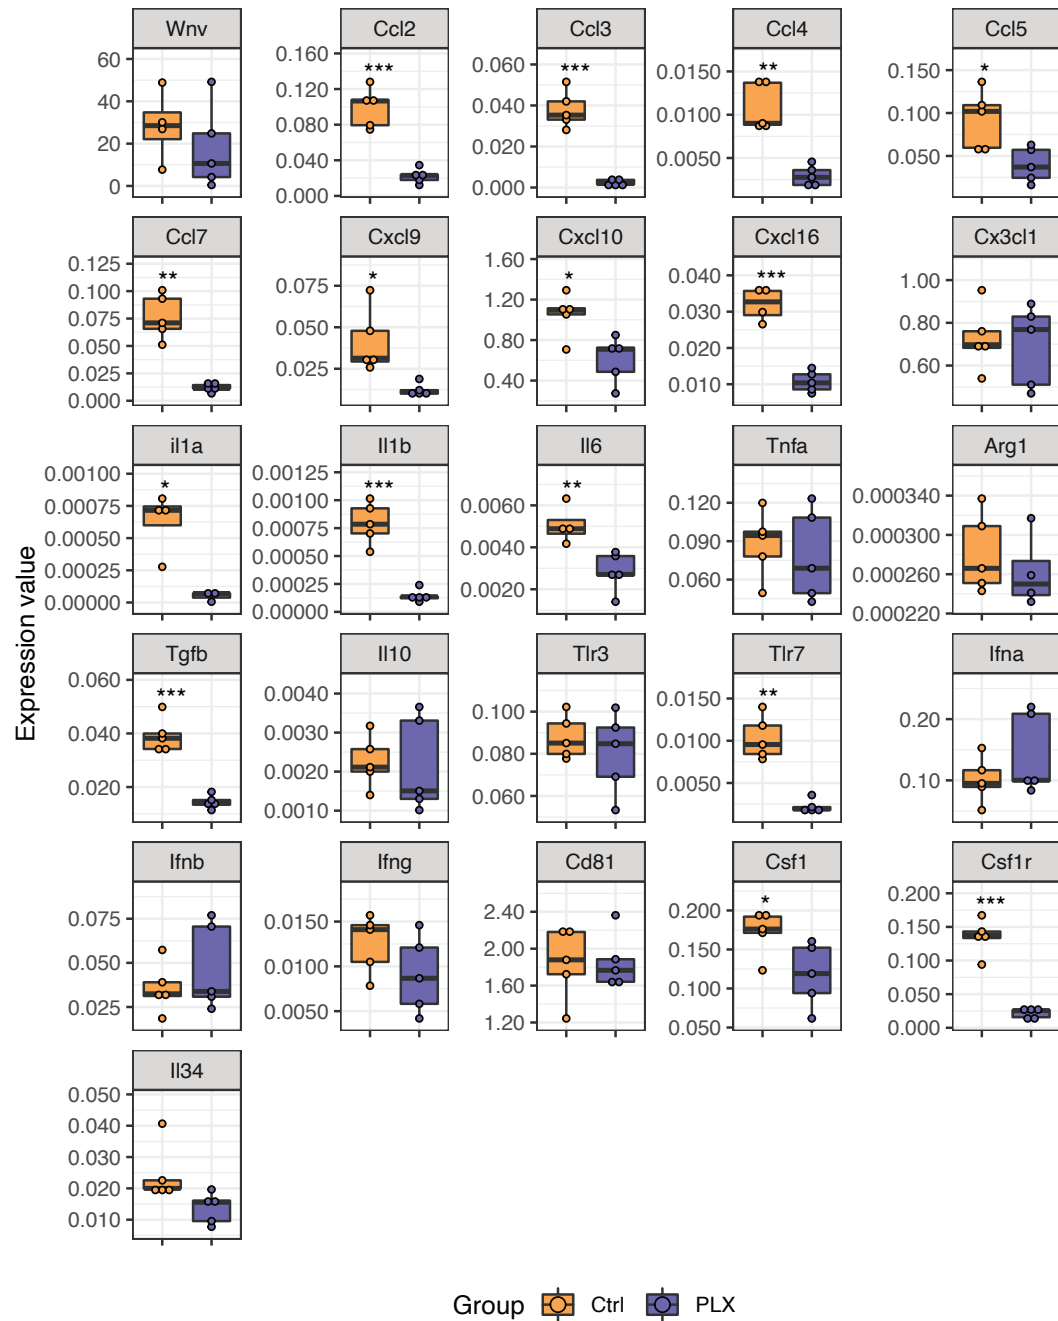 Wnv Ccl2 Ccl3 Ccl4 Ccl5
60 40 20 0
0.160 0.120 0.080 0.040 0.000
0.060 0.040 0.020 0.000
0.0150 0.0100 0.0050
0.150 0.100 0.050
*** *** ** *
Ccl7 Cxcl9 Cxcl10 Cxcl16 Cx3cl1
0.125 0.100 0.075 0.050 0.025 0.000
0.075 0.050 0.025
1.60 1.20 0.80 0.40
0.040 0.030 0.020 0.010
1.00 0.80 0.60
** * * ***
il1a Il1b Il6 Tnfa Arg1
0.00100 0.00075 0.00050 0.00025 0.00000
0.00125 0.00100 0.00075 0.00050 0.00025 0.00000
0.0060 0.0040 0.0020
0.120 0.090 0.060
0.000340 0.000300 0.000260 0.000220
* *** **
Expression value
Tgfb Il10 Tlr3 Tlr7 Ifna
0.060 0.040 0.020
0.0040 0.0030 0.0020 0.0010
0.100 0.080 0.060
0.0150 0.0100 0.0050
0.20 0.10
*** **
Ifnb Ifng Cd81 Csf1 Csf1r
0.075 0.050 0.025
0.0150 0.0100 0.0050
2.40 2.00 1.60 1.20
0.200 0.150 0.100 0.050
0.200 0.150 0.100 0.050 0.000
* ***
Il34
0.050 0.040 0.030 0.020 0.010
Group Ctrl PLX